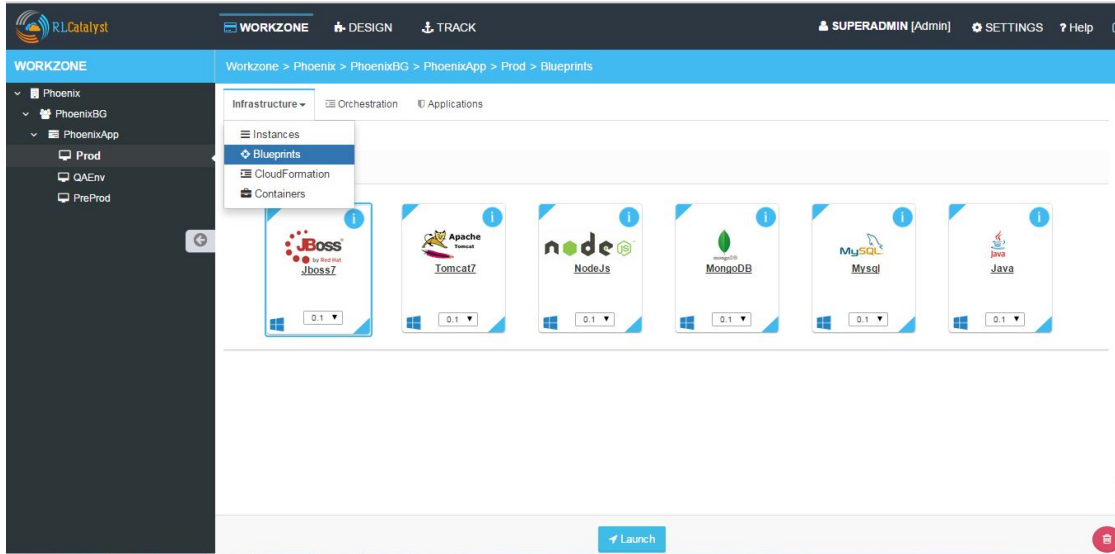 RLCatalyst
WORKZONE
DESIGN
TRACK
SUPERADMIN [Admin]
SETTINGS
? Help
WORKZONE
Workzone > Phoenix > PhoenixBG > PhoenixApp > Prod > Blueprints
Phoenix
PhoenixBG
PhoenixApp
Prod
QAEnv
PreProd
Infrastructure
Orchestration
Applications
Instances
Blueprints
CloudFormation
Containers
JBoss
by Red Hat
Jboss7
0.1
Apache
Tomcat
Tomcat7
0.1
node
JS
NodeJs
0.1
mongoDB
MongoDB
0.1
MySQL
Mysql
0.1
Java
Java
0.1
Launch